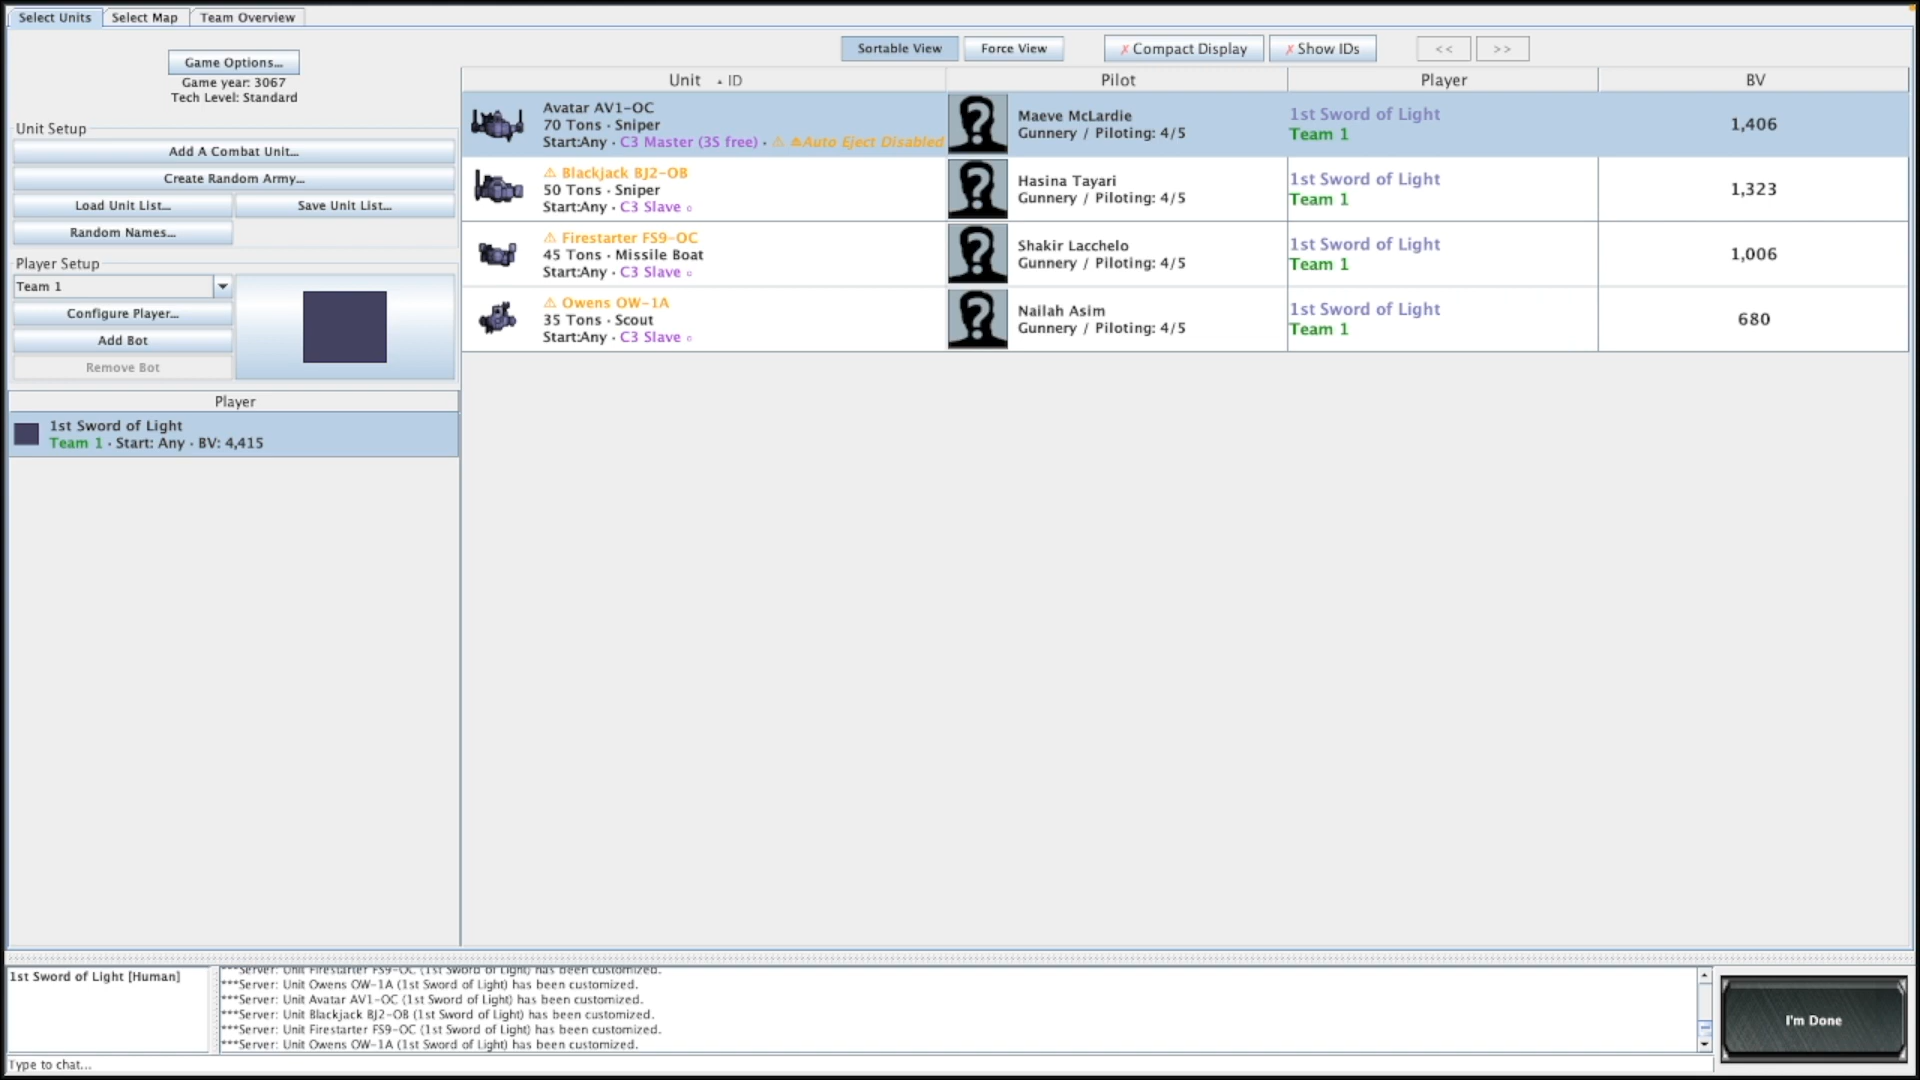 Select Units
Select Map
Team Overview
Game Options...
Game year: 3067
Tech Level: Standard
Unit Setup
Add A Combat Unit...
Create Random Army...
Load Unit List...
Save Unit List...
Random Names...
Player Setup
Team 1
Configure Player...
Add Bot
Remove Bot
Player
1st Sword of Light
Team 1 · Start: Any · BV: 4,415
Sortable View
Force View
✗ Compact Display
✗ Show IDs
<<
>>
Unit ▲ ID
Pilot
Player
BV
Avatar AV1-OC
70 Tons · Sniper
Start:Any · C3 Master (3S free) · ⚠ ⏏Auto Eject Disabled
Maeve McLardie
Gunnery / Piloting: 4/5
1st Sword of Light
Team 1
1,406
⚠ Blackjack BJ2-OB
50 Tons · Sniper
Start:Any · C3 Slave ○
Hasina Tayari
Gunnery / Piloting: 4/5
1st Sword of Light
Team 1
1,323
⚠ Firestarter FS9-OC
45 Tons · Missile Boat
Start:Any · C3 Slave ○
Shakir Lacchelo
Gunnery / Piloting: 4/5
1st Sword of Light
Team 1
1,006
⚠ Owens OW-1A
35 Tons · Scout
Start:Any · C3 Slave ○
Nailah Asim
Gunnery / Piloting: 4/5
1st Sword of Light
Team 1
680
1st Sword of Light [Human]
***Server: Unit Firestarter FS9-OC (1st Sword of Light) has been customized.
***Server: Unit Owens OW-1A (1st Sword of Light) has been customized.
***Server: Unit Avatar AV1-OC (1st Sword of Light) has been customized.
***Server: Unit Blackjack BJ2-OB (1st Sword of Light) has been customized.
***Server: Unit Firestarter FS9-OC (1st Sword of Light) has been customized.
***Server: Unit Owens OW-1A (1st Sword of Light) has been customized.
Type to chat...
I'm Done